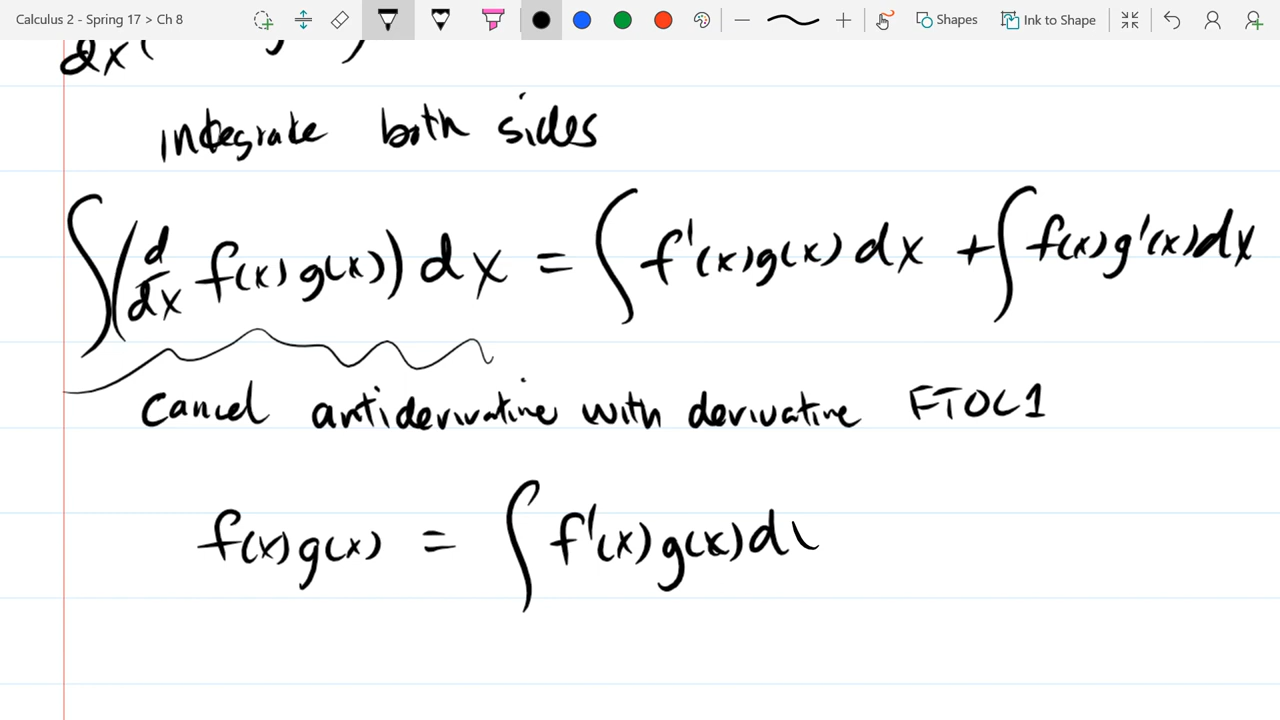 Calculus 2 - Spring 17 > Ch 8 Shapes Ink to Shape
dx(
integrate both sides
∫(d/dx f(x)g(x))dx = ∫f'(x)g(x)dx + ∫f(x)g'(x)dx
Cancel antiderivative with derivative FTOC1
f(x)g(x) = ∫f'(x)g(x)d